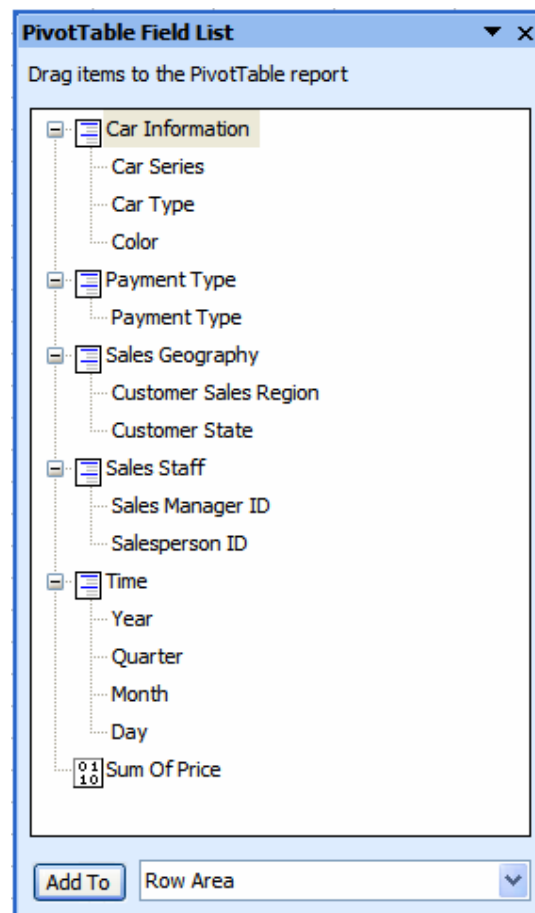 PivotTable Field List
Drag items to the PivotTable report
Car Information
Car Series
Car Type
Color
Payment Type
Payment Type
Sales Geography
Customer Sales Region
Customer State
Sales Staff
Sales Manager ID
Salesperson ID
Time
Year
Quarter
Month
Day
01
10 Sum Of Price
Add To Row Area